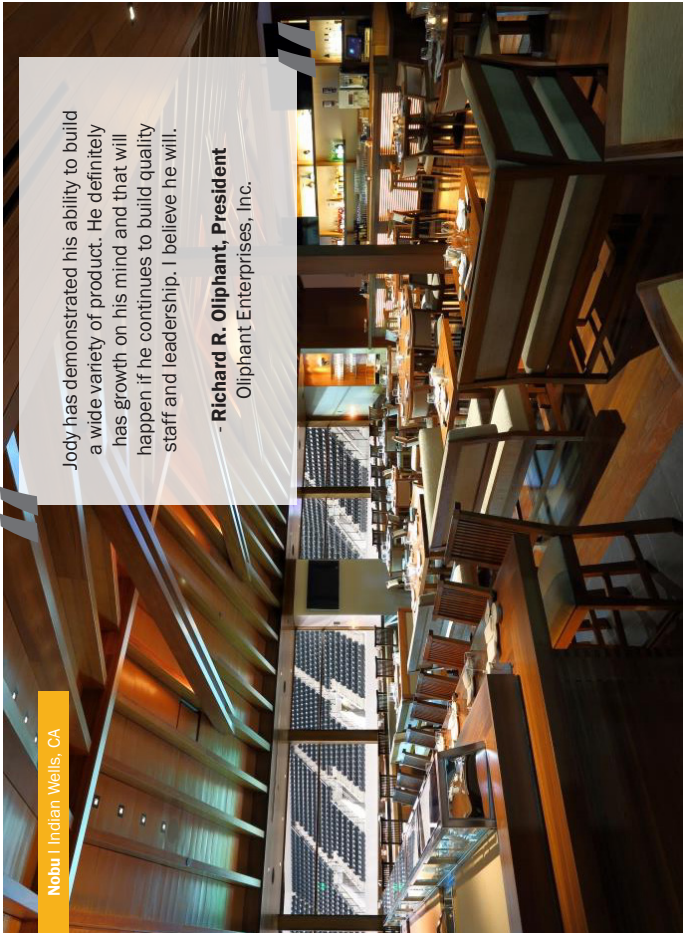 "
Jody has demonstrated his ability to build
a wide variety of product. He definitely
has growth on his mind and that will
happen if he continues to build quality
staff and leadership. I believe he will.
"
- Richard R. Oliphant, President
Oliphant Enterprises, Inc.
Nobu | Indian Wells, CA